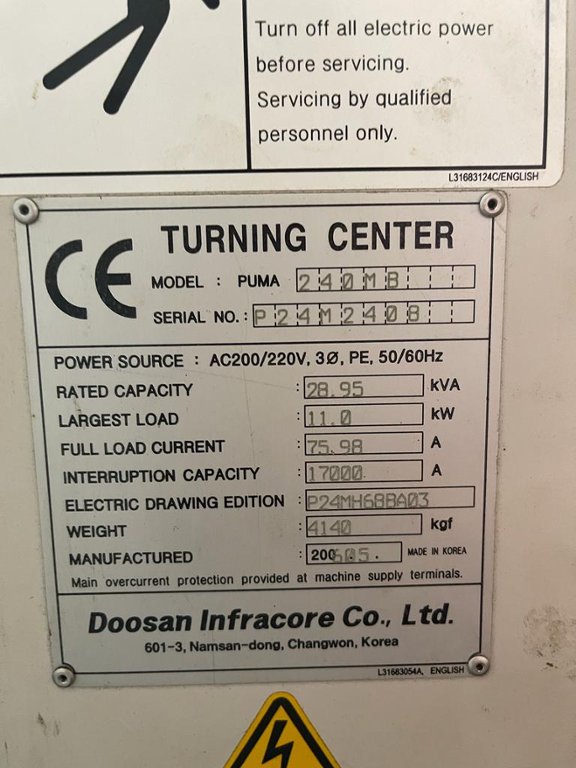 Turn off all electric power
before servicing.
Servicing by qualified
personnel only.
L31683124C/ENGLISH
CE TURNING CENTER
MODEL : PUMA 240MB
SERIAL NO. : P24M2408
POWER SOURCE : AC200/220V, 3Ø, PE, 50/60Hz
RATED CAPACITY : 28.95 kVA
LARGEST LOAD : 11.0 kW
FULL LOAD CURRENT : 75.98 A
INTERRUPTION CAPACITY : 17000 A
ELECTRIC DRAWING EDITION : P24MH68BA03
WEIGHT : 4140 kgf
MANUFACTURED : 200605. MADE IN KOREA
Main overcurrent protection provided at machine supply terminals.
Doosan Infracore Co., Ltd.
601-3, Namsan-dong, Changwon, Korea
L31683054A, ENGLISH